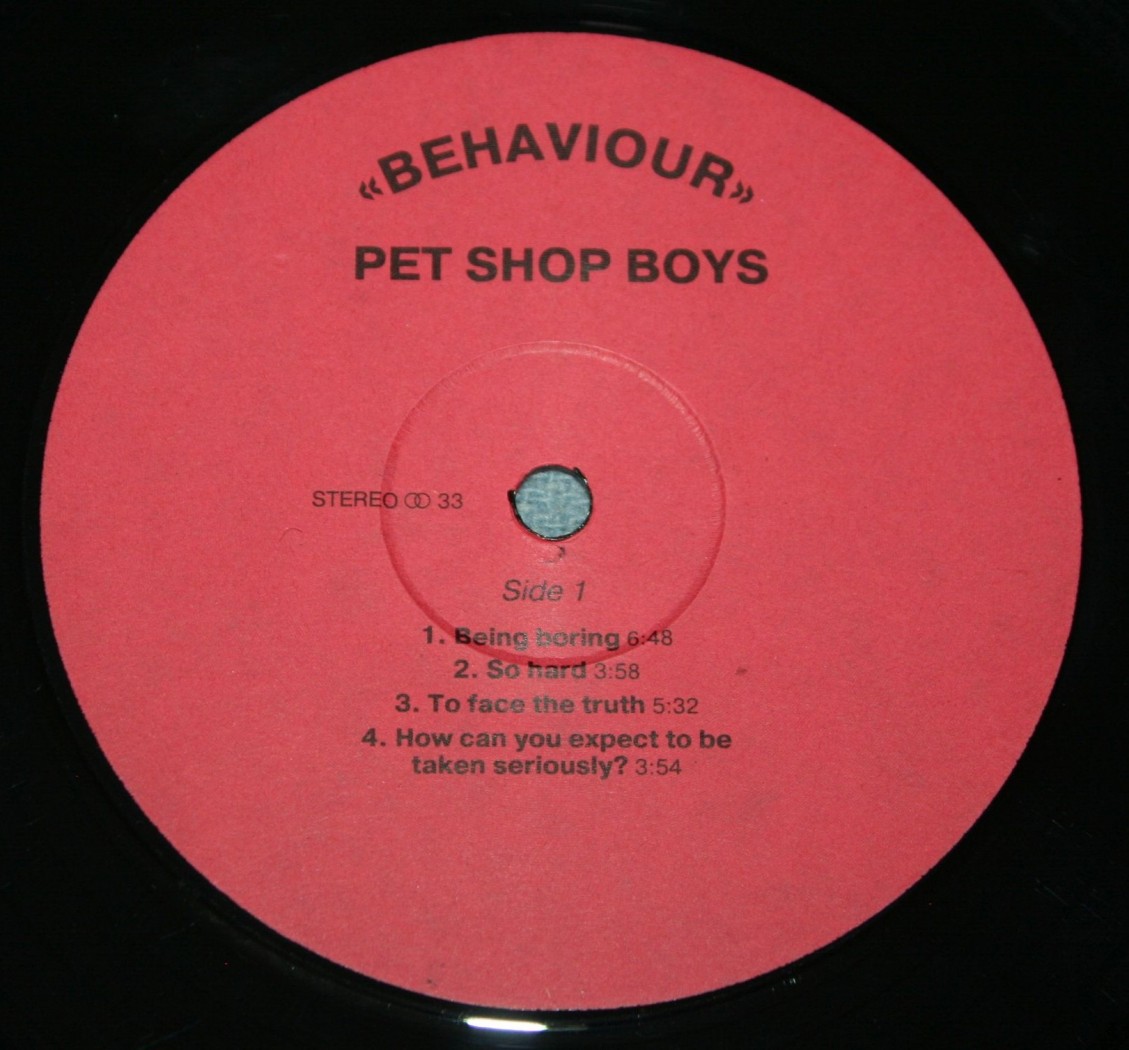 «BEHAVIOUR»
PET SHOP BOYS
STEREO ⚭ 33
Side 1
1. Being boring 6:48
2. So hard 3:58
3. To face the truth 5:32
4. How can you expect to be
taken seriously? 3:54